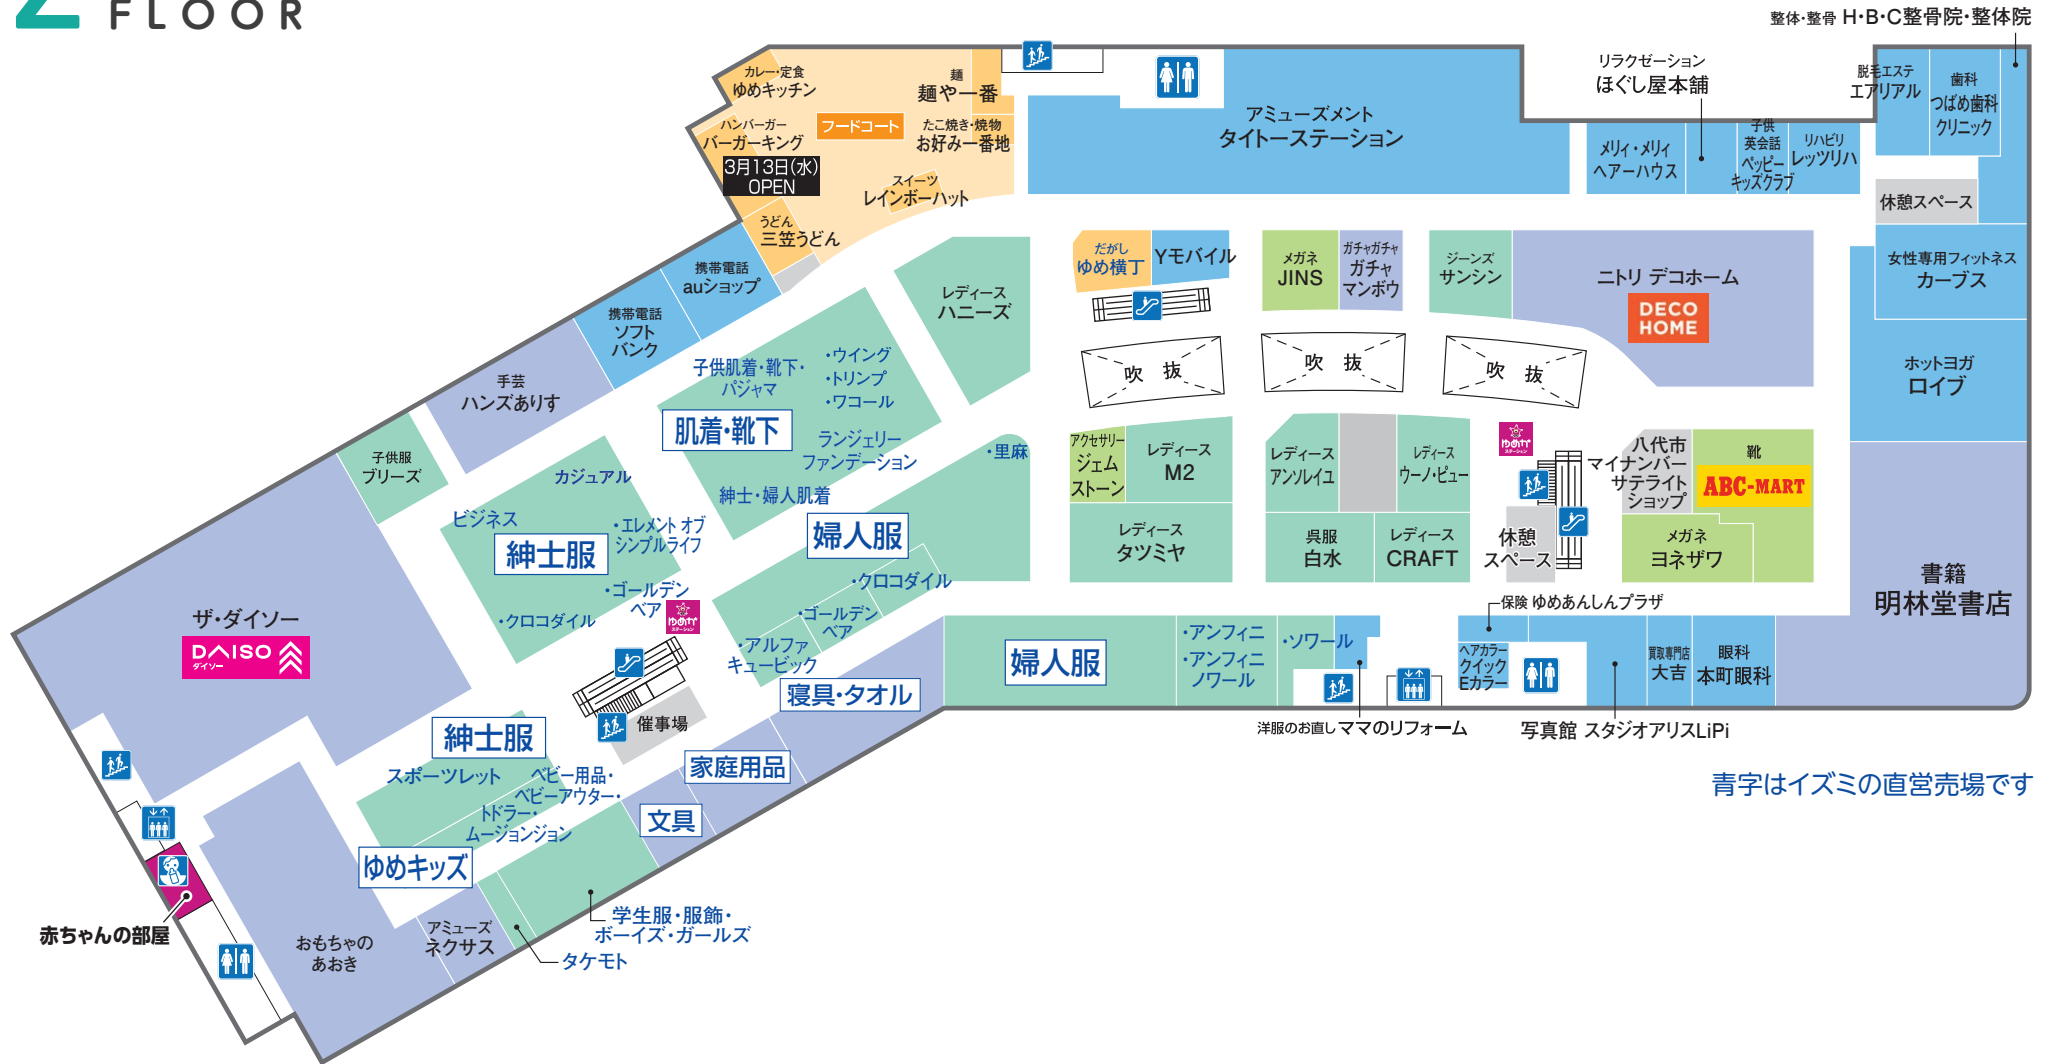 2 FLOOR
整体・整骨 H・B・C整骨院・整体院
カレー・定食
ゆめキッチン
麺
麺や一番
ハンバーガー
バーガーキング
3月13日(水)
OPEN
フードコート
たこ焼き・焼物
お好み一番地
スイーツ
レインボーハット
うどん
三笠うどん
アミューズメント
タイトーステーション
リラクゼーション
ほぐし屋本舗
メリィ・メリィ
ヘアーハウス
子供
英会話
ペッピー
キッズクラブ
リハビリ
レッツリハ
脱毛エステ
エアリアル
歯科
つばめ歯科
クリニック
休憩スペース
女性専用フィットネス
カーブス
ホットヨガ
ロイブ
携帯電話
auショップ
携帯電話
ソフト
バンク
手芸
ハンズありす
子供服
ブリーズ
レディース
ハニーズ
だがし
ゆめ横丁
Yモバイル
メガネ
JINS
ガチャガチャ
ガチャ
マンボウ
ジーンズ
サンシン
ニトリ デコホーム
DECO
HOME
吹 抜
吹 抜
吹 抜
子供肌着・靴下・
パジャマ
・ウイング
・トリンプ
・ワコール
肌着・靴下
ランジェリー
ファンデーション
紳士・婦人肌着
カジュアル
ビジネス
・エレメント オブ
シンプルライフ
紳士服
・ゴールデン
ベア
・クロコダイル
ゆめか
ステーション
・里麻
婦人服
・クロコダイル
・ゴールデン
ベア
・アルファ
キュービック
アクセサリー
ジェム
ストーン
レディース
M2
レディース
タツミヤ
レディース
アンソレイユ
レディース
ウーノ・ピュー
呉服
白水
レディース
CRAFT
ゆめか
ステーション
休憩
スペース
八代市
マイナンバー
サテライト
ショップ
靴
ABC-MART
メガネ
ヨネザワ
書籍
明林堂書店
ザ・ダイソー
DAISO
ダイソー
催事場
寝具・タオル
婦人服
・アンフィニ
・アンフィニ
ノワール
・ソワール
洋服のお直し ママのリフォーム
保険 ゆめあんしんプラザ
ヘアカラー
クイック
Eカラー
写真館 スタジオアリスLiPi
買取専門店
大吉
眼科
本町眼科
青字はイズミの直営売場です
紳士服
スポーツレット
ベビー用品・
ベビーアウター・
トドラー・
ムージョンジョン
ゆめキッズ
家庭用品
文具
学生服・服飾・
ボーイズ・ガールズ
タケモト
アミューズ
ネクサス
おもちゃの
あおき
赤ちゃんの部屋